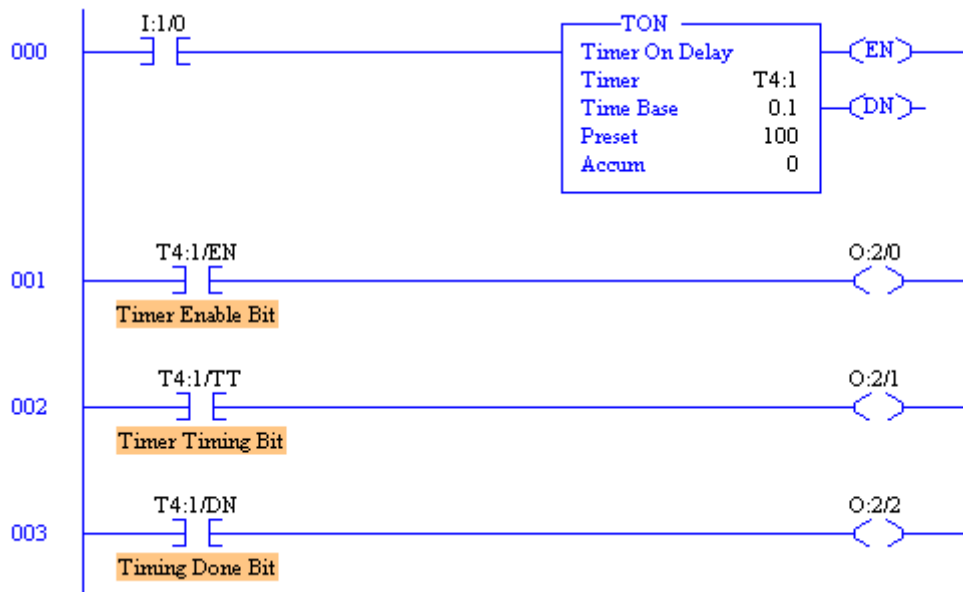 I:1/0
000
TON
Timer On Delay
EN
Timer T4:1
Time Base 0.1
DN
Preset 100
Accum 0
T4:1/EN
O:2/0
001
Timer Enable Bit
T4:1/TT
O:2/1
002
Timer Timing Bit
T4:1/DN
O:2/2
003
Timing Done Bit